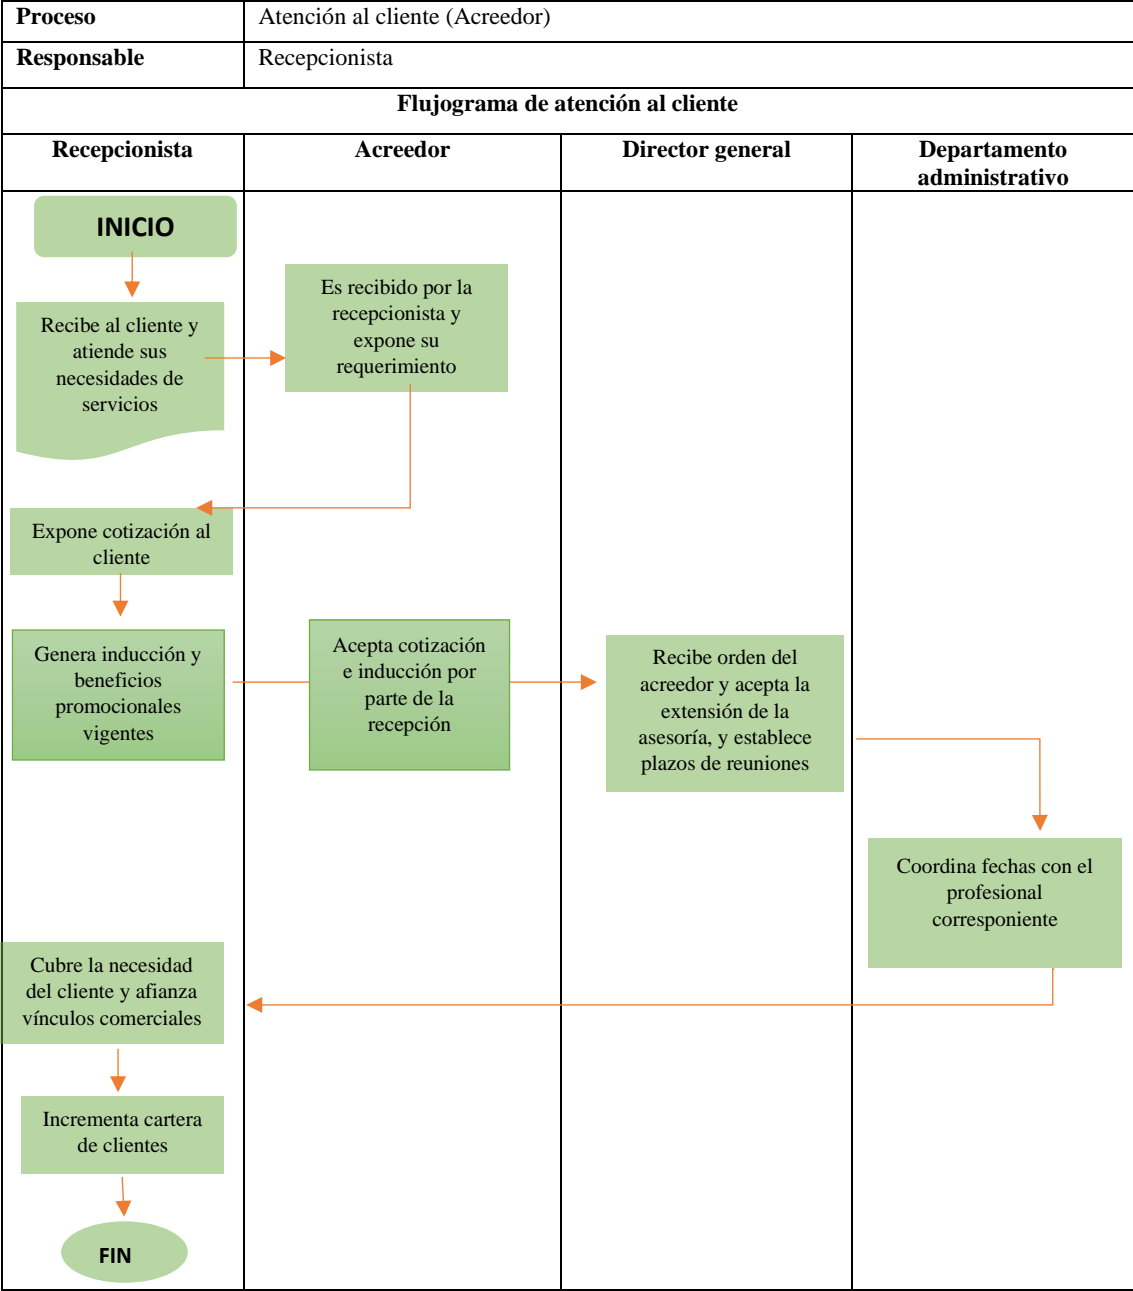 Proceso
Atención al cliente (Acreedor)
Responsable
Recepcionista
Flujograma de atención al cliente
Recepcionista
Acreedor
Director general
Departamento
administrativo
INICIO
Recibe al cliente y
atiende sus
necesidades de
servicios
Es recibido por la
recepcionista y
expone su
requerimiento
Expone cotización al
cliente
Genera inducción y
beneficios
promocionales
vigentes
Acepta cotización
e inducción por
parte de la
recepción
Recibe orden del
acreedor y acepta la
extensión de la
asesoría, y establece
plazos de reuniones
Coordina fechas con el
profesional
corresponiente
Cubre la necesidad
del cliente y afianza
vínculos comerciales
Incrementa cartera
de clientes
FIN